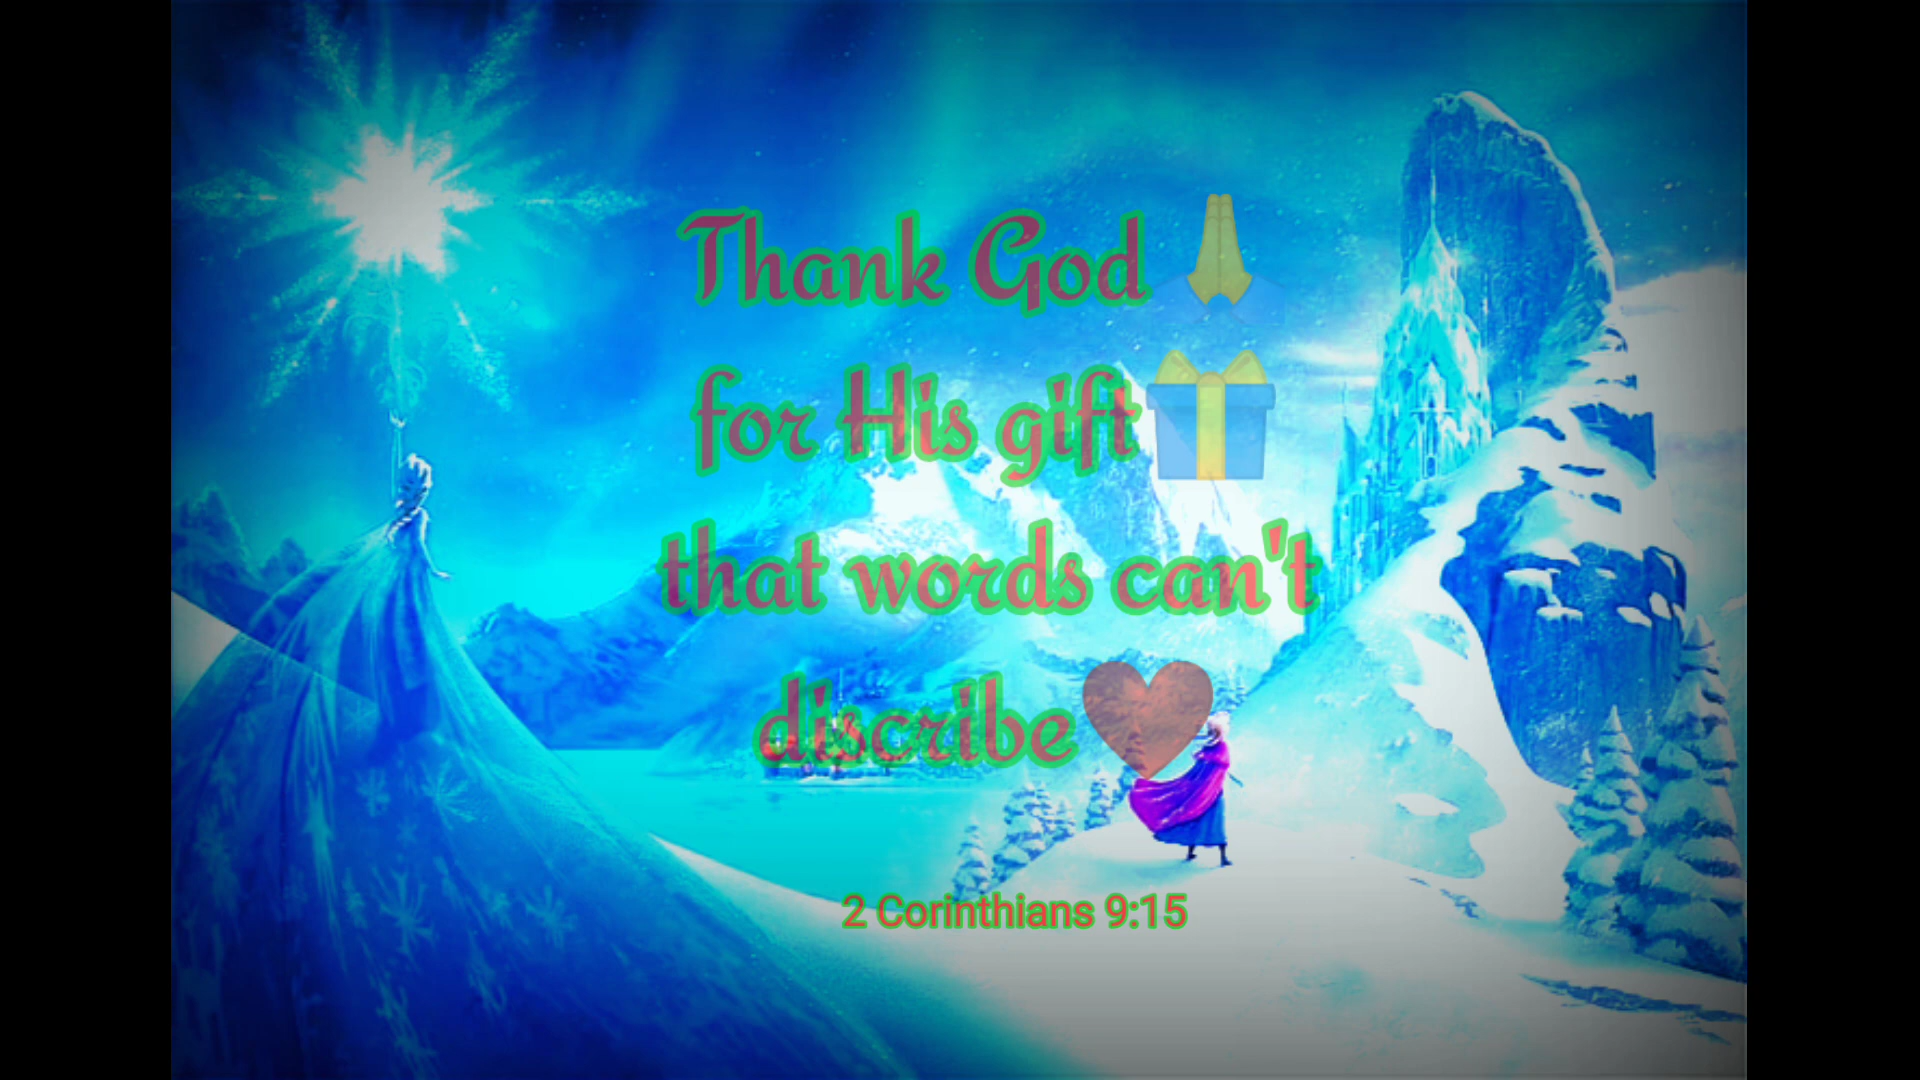 Thank God🙏
for His gift🎁
that words can't
discribe❤
2 Corinthians 9:15